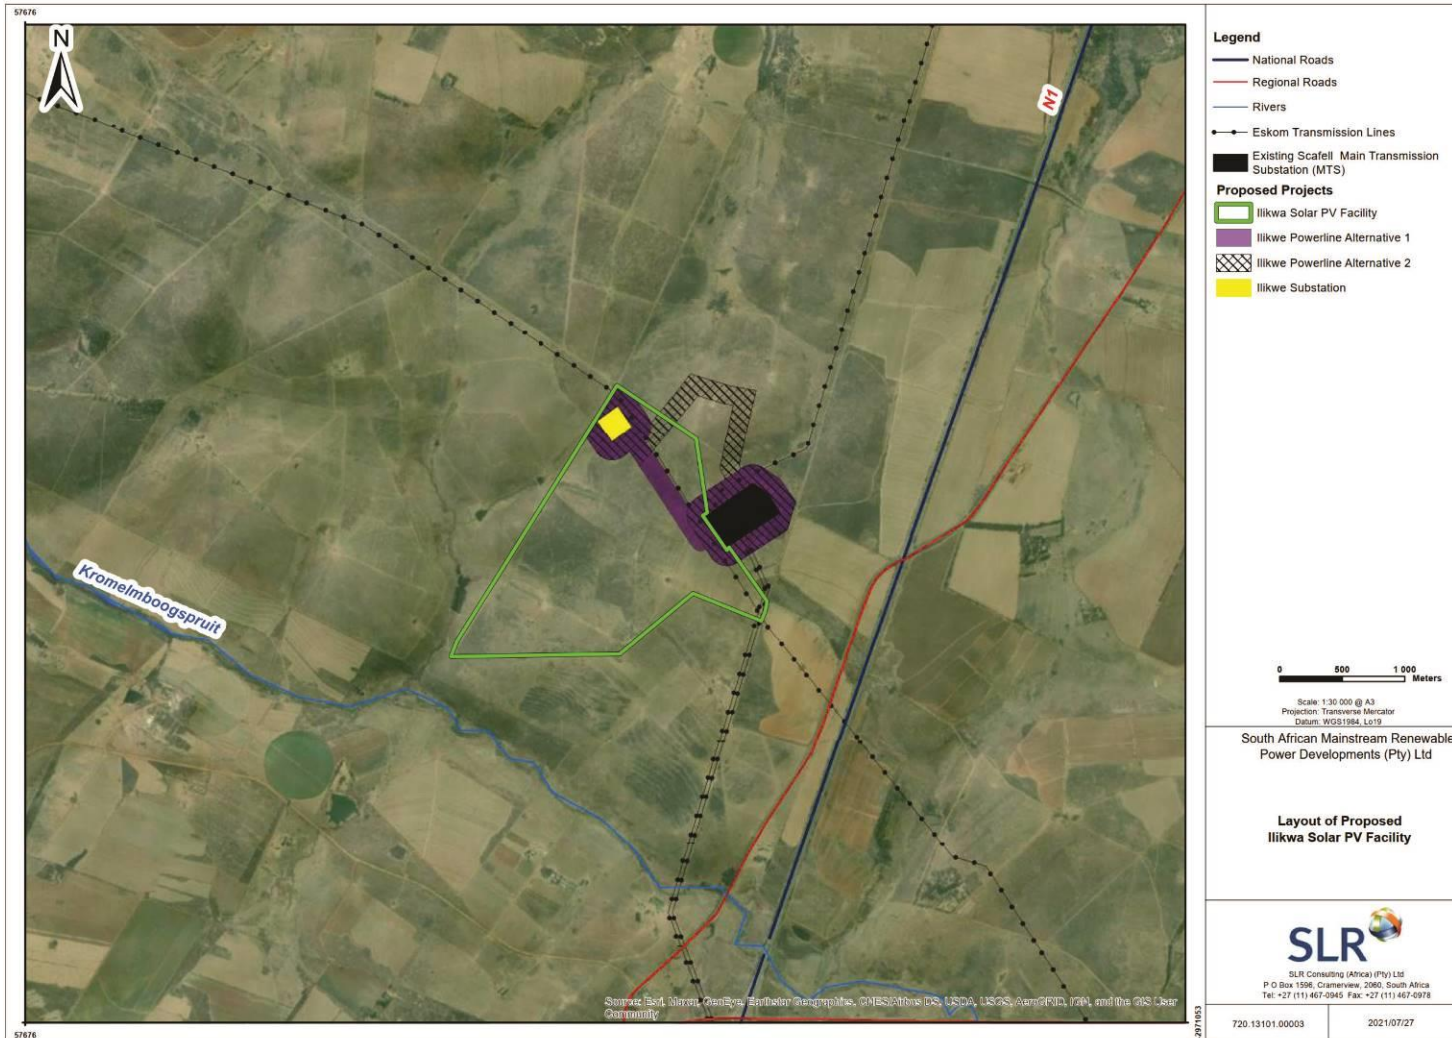 57676
N
N1
Kromelmboogspruit
Source: Esri, Maxar, GeoEye, Earthstar Geographics, CNES/Airbus DS, USDA, USGS, AeroGRID, IGN, and the GIS User
Community
57676
-2971053
Legend
National Roads
Regional Roads
Rivers
Eskom Transmission Lines
Existing Scafell Main Transmission
Substation (MTS)
Proposed Projects
Ilikwa Solar PV Facility
Ilikwe Powerline Alternative 1
Ilikwe Powerline Alternative 2
Ilikwe Substation
0 500 1 000
Meters
Scale: 1:30 000 @ A3
Projection: Transverse Mercator
Datum: WGS1984, Lo19
South African Mainstream Renewable
Power Developments (Pty) Ltd
Layout of Proposed
Ilikwa Solar PV Facility
SLR
SLR Consulting (Africa) (Pty) Ltd
P O Box 1596, Cramerview, 2060, South Africa
Tel: +27 (11) 467-0945 Fax: +27 (11) 467-0978
720.13101.00003
2021/07/27